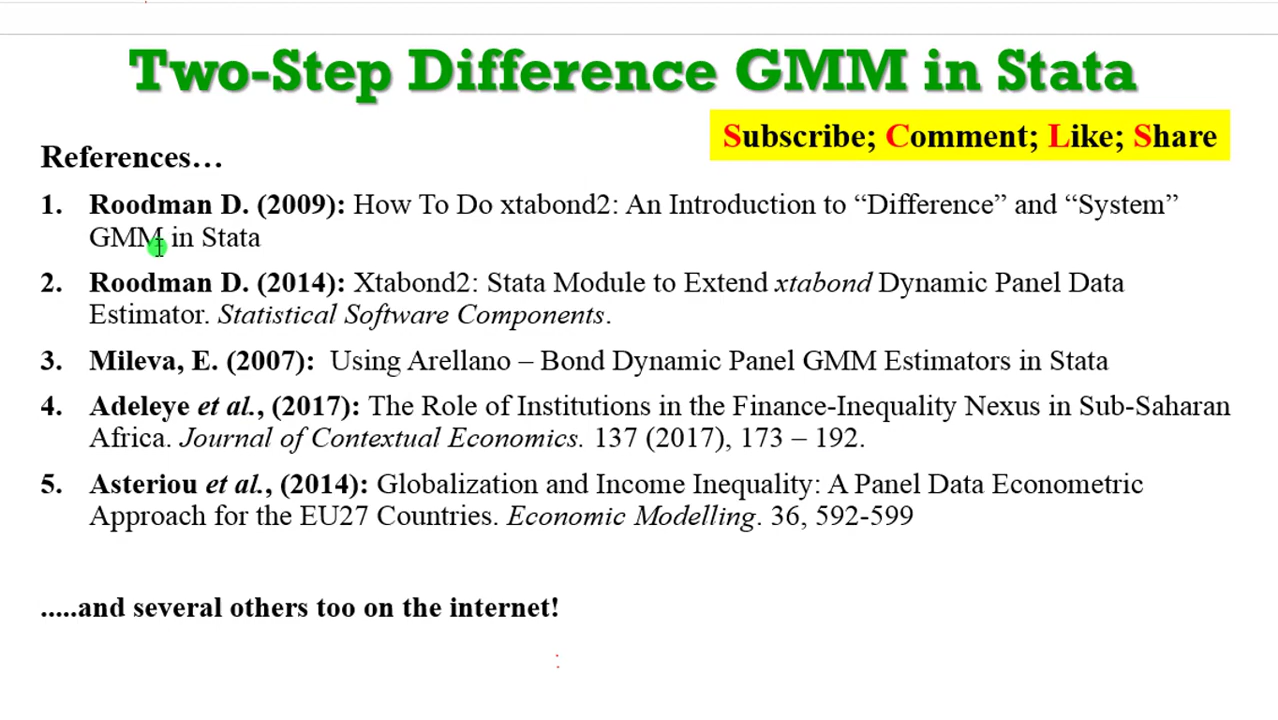 Two-Step Difference GMM in Stata
Subscribe; Comment; Like; Share
References…
1. Roodman D. (2009): How To Do xtabond2: An Introduction to “Difference” and “System”
GMM in Stata
2. Roodman D. (2014): Xtabond2: Stata Module to Extend xtabond Dynamic Panel Data
Estimator. Statistical Software Components.
3. Mileva, E. (2007): Using Arellano – Bond Dynamic Panel GMM Estimators in Stata
4. Adeleye et al., (2017): The Role of Institutions in the Finance-Inequality Nexus in Sub-Saharan
Africa. Journal of Contextual Economics. 137 (2017), 173 – 192.
5. Asteriou et al., (2014): Globalization and Income Inequality: A Panel Data Econometric
Approach for the EU27 Countries. Economic Modelling. 36, 592-599
.....and several others too on the internet!